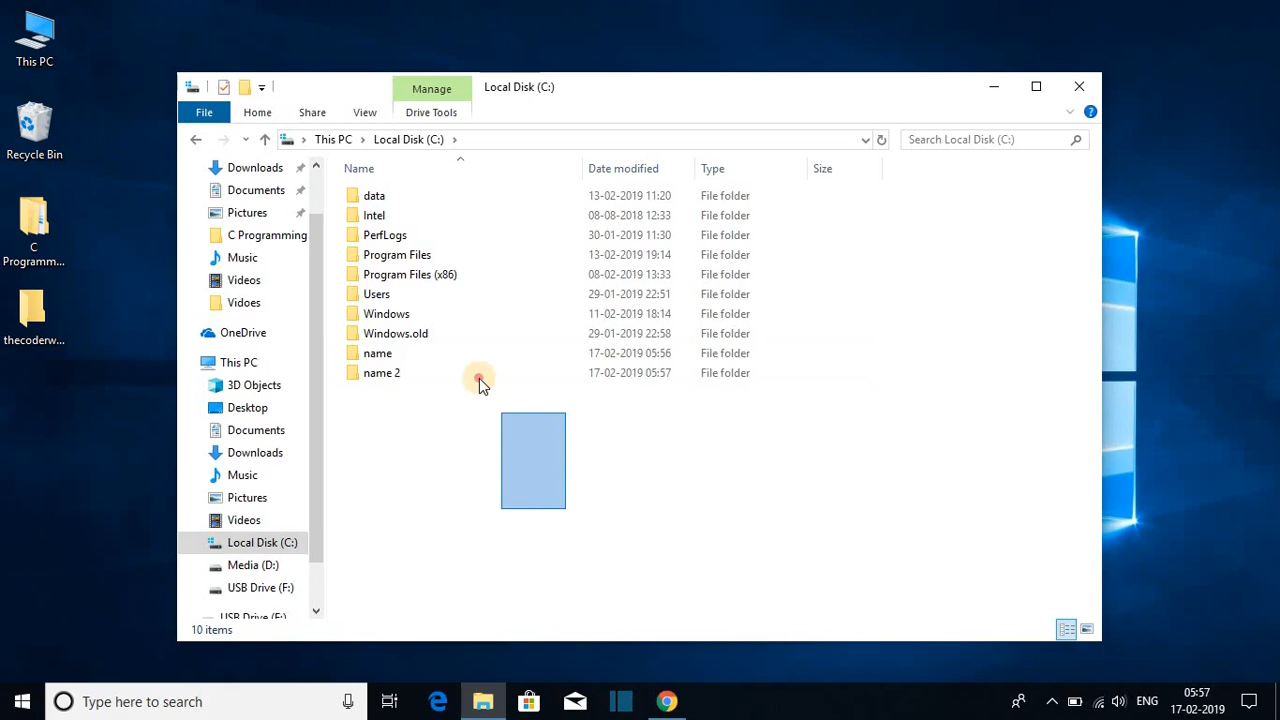 This PC
Recycle Bin
C
Programm...
thecoderw...
Manage
Local Disk (C:)
File
Home
Share
View
Drive Tools
This PC
Local Disk (C:)
Search Local Disk (C:)
Downloads
Documents
Pictures
C Programming
Music
Videos
Vidoes
OneDrive
This PC
3D Objects
Desktop
Documents
Downloads
Music
Pictures
Videos
Local Disk (C:)
Media (D:)
USB Drive (F:)
USB Drive (F:)
Name Date modified Type Size
data 13-02-2019 11:20 File folder
Intel 08-08-2018 12:33 File folder
PerfLogs 30-01-2019 11:30 File folder
Program Files 13-02-2019 19:14 File folder
Program Files (x86) 08-02-2019 13:33 File folder
Users 29-01-2019 22:51 File folder
Windows 11-02-2019 18:14 File folder
Windows.old 29-01-2019 22:58 File folder
name 17-02-2019 05:56 File folder
name 2 17-02-2019 05:57 File folder
10 items
Type here to search
ENG
05:57
17-02-2019